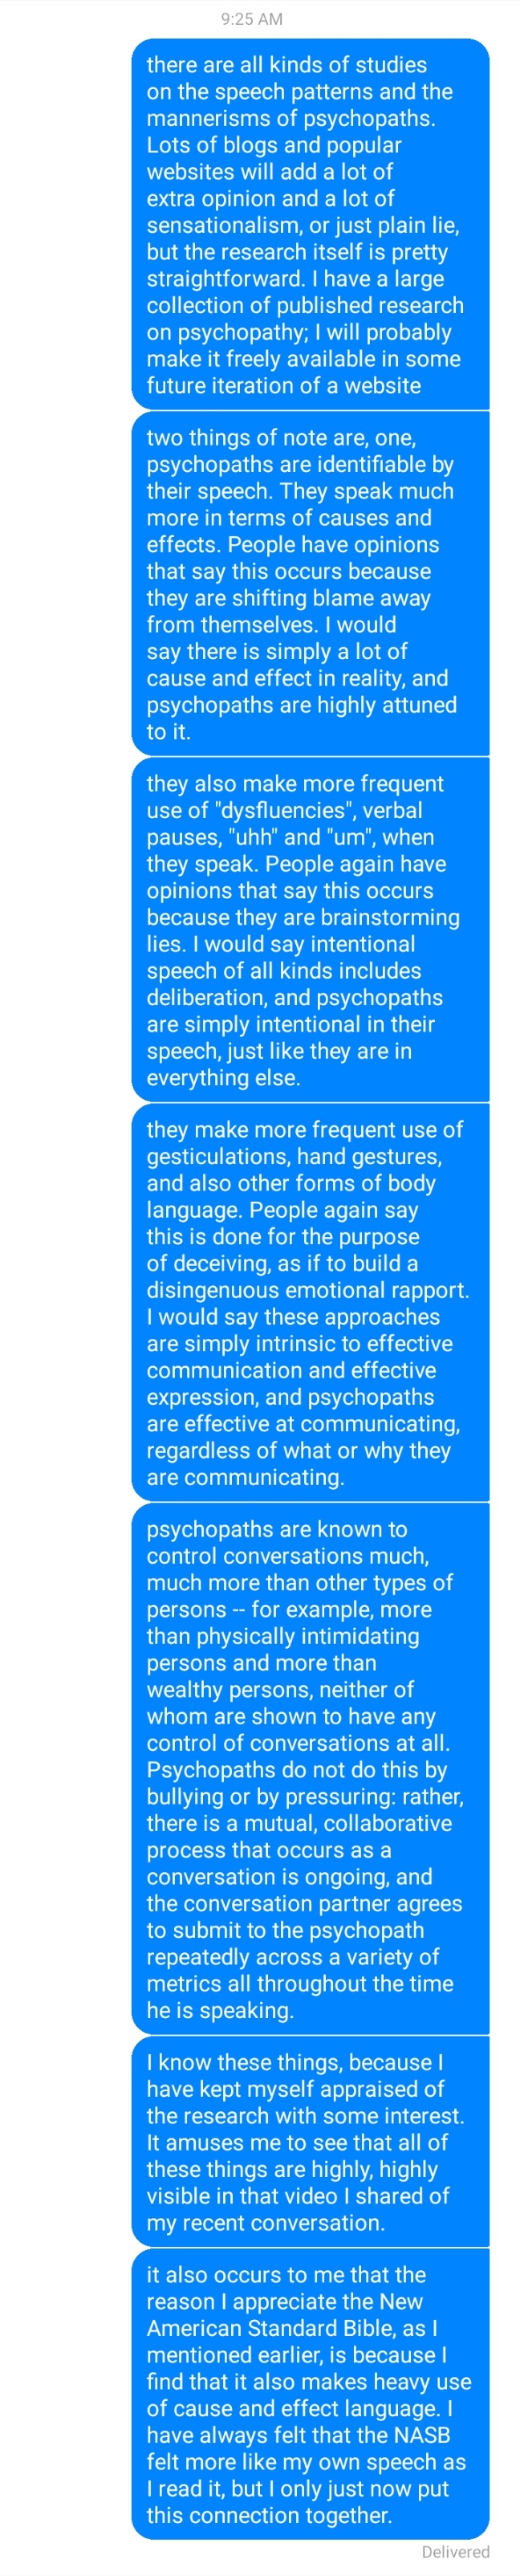 9:25 AM
there are all kinds of studies
on the speech patterns and the
mannerisms of psychopaths.
Lots of blogs and popular
websites will add a lot of
extra opinion and a lot of
sensationalism, or just plain lie,
but the research itself is pretty
straightforward. I have a large
collection of published research
on psychopathy; I will probably
make it freely available in some
future iteration of a website
two things of note are, one,
psychopaths are identifiable by
their speech. They speak much
more in terms of causes and
effects. People have opinions
that say this occurs because
they are shifting blame away
from themselves. I would
say there is simply a lot of
cause and effect in reality, and
psychopaths are highly attuned
to it.
they also make more frequent
use of "dysfluencies", verbal
pauses, "uhh" and "um", when
they speak. People again have
opinions that say this occurs
because they are brainstorming
lies. I would say intentional
speech of all kinds includes
deliberation, and psychopaths
are simply intentional in their
speech, just like they are in
everything else.
they make more frequent use of
gesticulations, hand gestures,
and also other forms of body
language. People again say
this is done for the purpose
of deceiving, as if to build a
disingenuous emotional rapport.
I would say these approaches
are simply intrinsic to effective
communication and effective
expression, and psychopaths
are effective at communicating,
regardless of what or why they
are communicating.
psychopaths are known to
control conversations much,
much more than other types of
persons -- for example, more
than physically intimidating
persons and more than
wealthy persons, neither of
whom are shown to have any
control of conversations at all.
Psychopaths do not do this by
bullying or by pressuring: rather,
there is a mutual, collaborative
process that occurs as a
conversation is ongoing, and
the conversation partner agrees
to submit to the psychopath
repeatedly across a variety of
metrics all throughout the time
he is speaking.
I know these things, because I
have kept myself appraised of
the research with some interest.
It amuses me to see that all of
these things are highly, highly
visible in that video I shared of
my recent conversation.
it also occurs to me that the
reason I appreciate the New
American Standard Bible, as I
mentioned earlier, is because I
find that it also makes heavy use
of cause and effect language. I
have always felt that the NASB
felt more like my own speech as
I read it, but I only just now put
this connection together.
Delivered